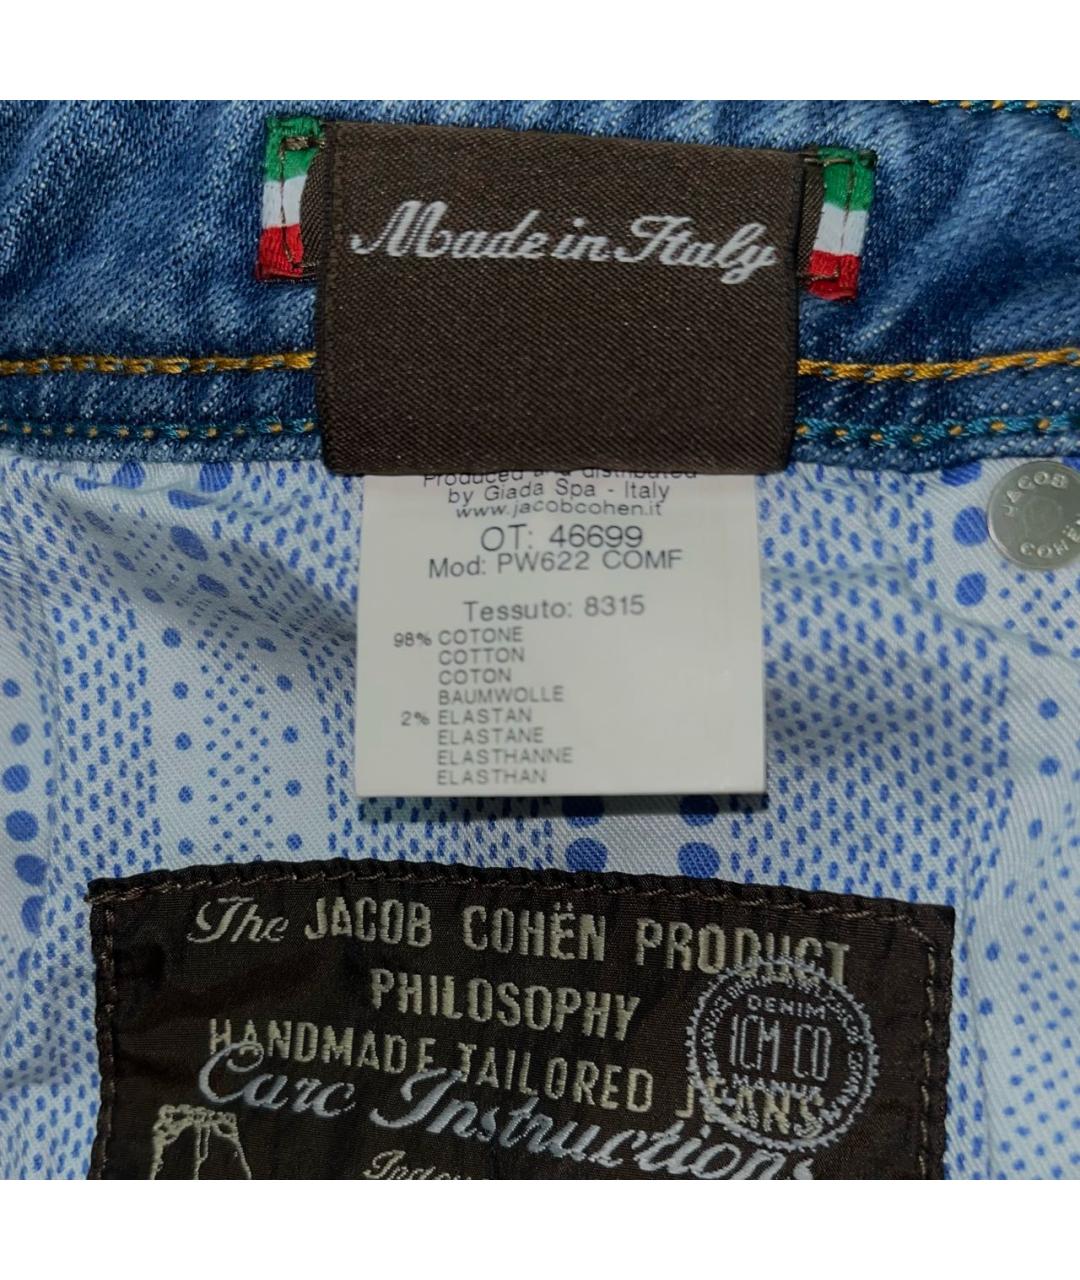 Made in Italy
Produced and distributed
by Giada Spa - Italy
www.jacobcohen.it
OT: 46699
Mod: PW622 COMF
Tessuto: 8315
98% COTONE
COTTON
COTON
BAUMWOLLE
2% ELASTAN
ELASTANE
ELASTHANNE
ELASTHAN
JACOB
COHËN
The JACOB COHËN PRODUCT
PHILOSOPHY
HANDMADE TAILORED JEANS
Care Instructions
DENIM
JCM CO
MANUF